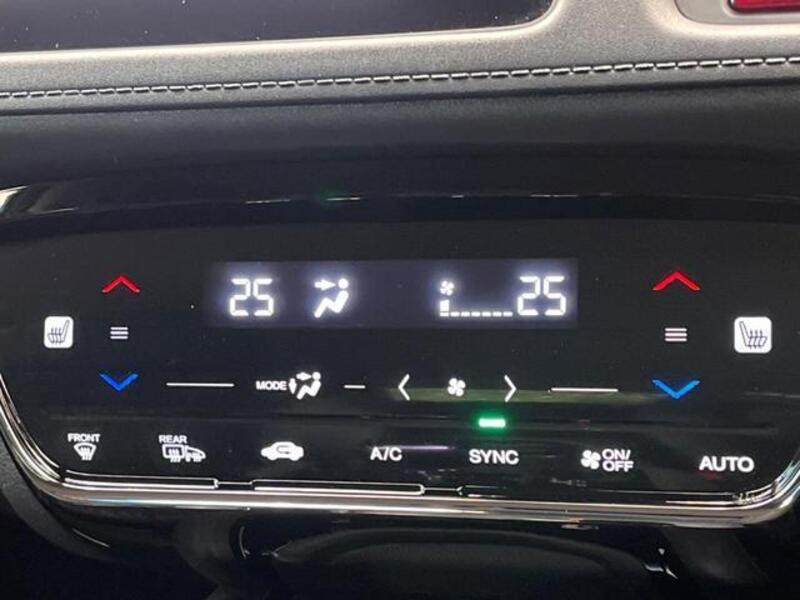 25 25
MODE
FRONT REAR A/C SYNC ON/OFF AUTO